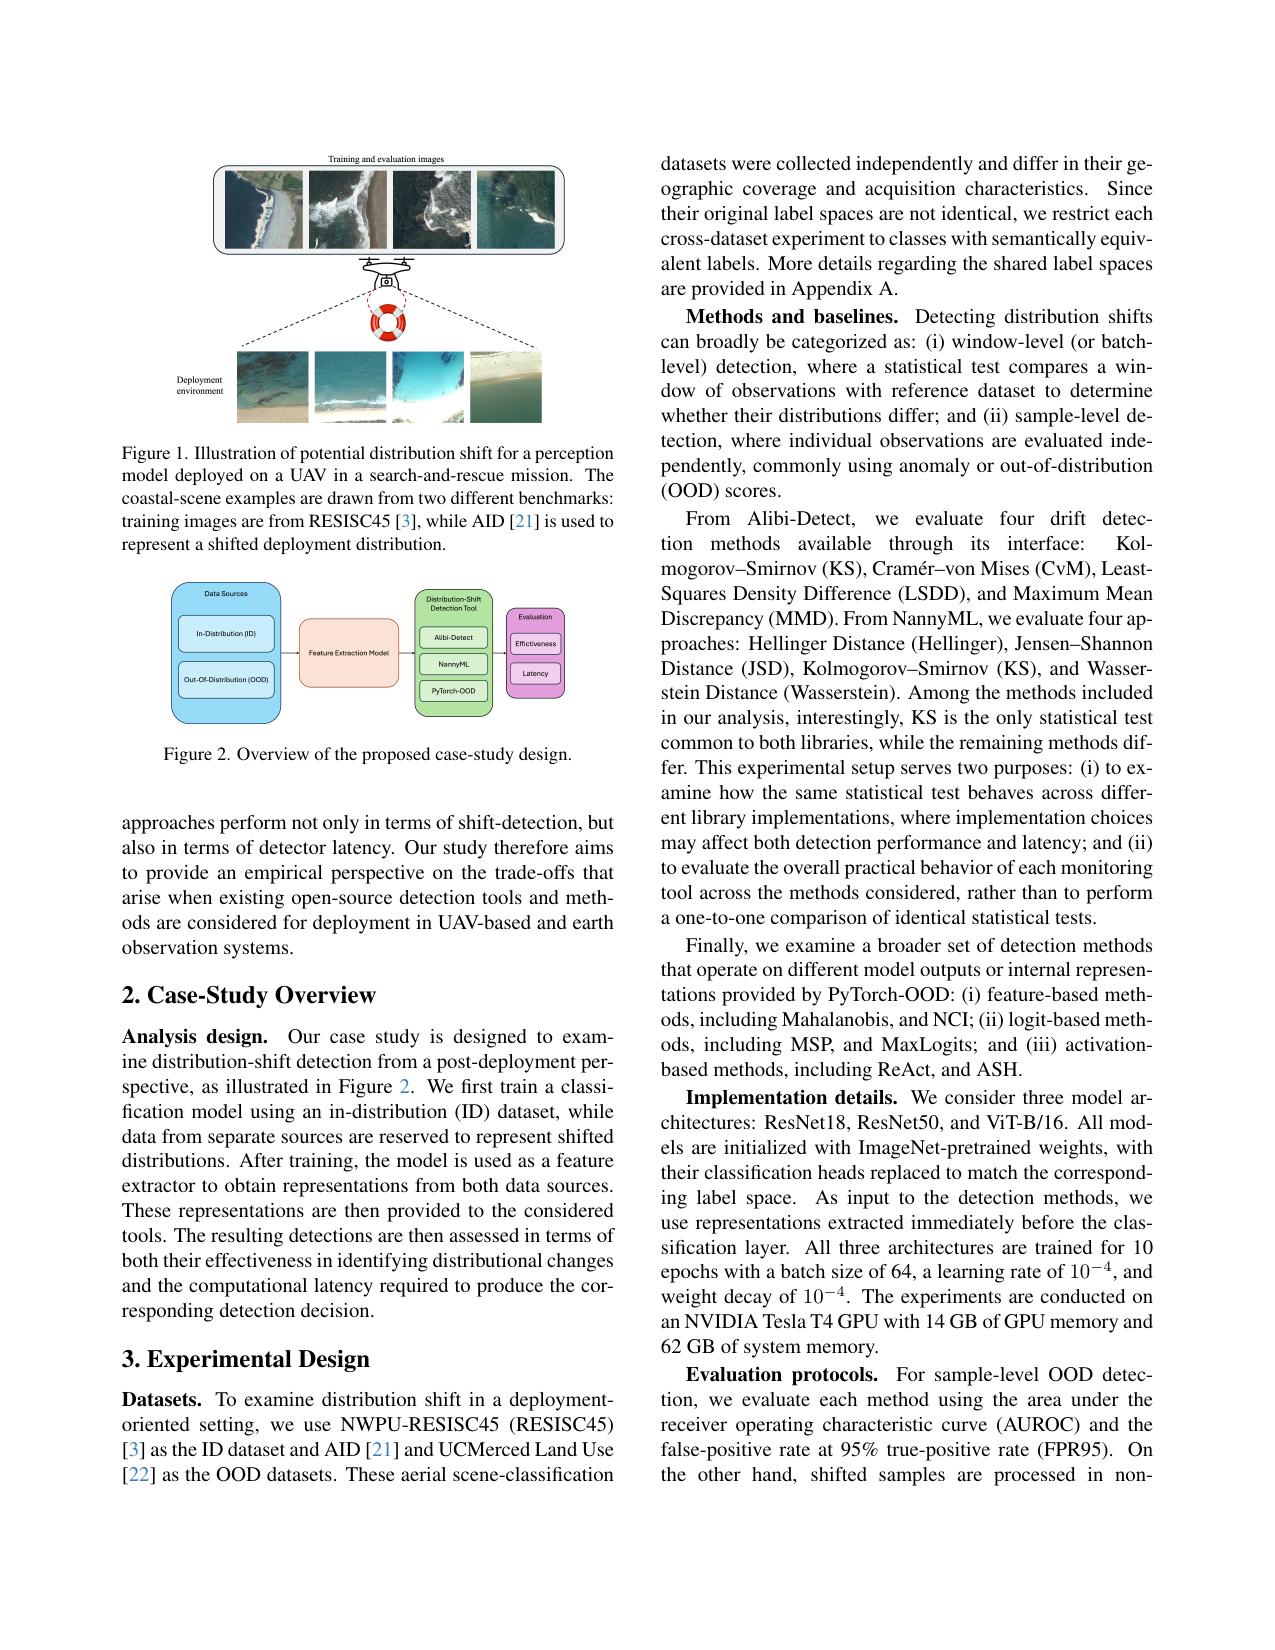 Training and evaluation images
Deployment
environment
Figure 1. Illustration of potential distribution shift for a perception
model deployed on a UAV in a search-and-rescue mission. The
coastal-scene examples are drawn from two different benchmarks:
training images are from RESISC45 [3], while AID [21] is used to
represent a shifted deployment distribution.
Data Sources
In-Distribution (ID)
Out-Of-Distribution (OOD)
Feature Extraction Model
Distribution-Shift
Detection Tool
Alibi-Detect
NannyML
PyTorch-OOD
Evaluation
Effictiveness
Latency
Figure 2. Overview of the proposed case-study design.
approaches perform not only in terms of shift-detection, but
also in terms of detector latency. Our study therefore aims
to provide an empirical perspective on the trade-offs that
arise when existing open-source detection tools and meth-
ods are considered for deployment in UAV-based and earth
observation systems.
2. Case-Study Overview
Analysis design. Our case study is designed to exam-
ine distribution-shift detection from a post-deployment per-
spective, as illustrated in Figure 2. We first train a classi-
fication model using an in-distribution (ID) dataset, while
data from separate sources are reserved to represent shifted
distributions. After training, the model is used as a feature
extractor to obtain representations from both data sources.
These representations are then provided to the considered
tools. The resulting detections are then assessed in terms of
both their effectiveness in identifying distributional changes
and the computational latency required to produce the cor-
responding detection decision.
3. Experimental Design
Datasets. To examine distribution shift in a deployment-
oriented setting, we use NWPU-RESISC45 (RESISC45)
[3] as the ID dataset and AID [21] and UCMerced Land Use
[22] as the OOD datasets. These aerial scene-classification
datasets were collected independently and differ in their ge-
ographic coverage and acquisition characteristics. Since
their original label spaces are not identical, we restrict each
cross-dataset experiment to classes with semantically equiv-
alent labels. More details regarding the shared label spaces
are provided in Appendix A.
Methods and baselines. Detecting distribution shifts
can broadly be categorized as: (i) window-level (or batch-
level) detection, where a statistical test compares a win-
dow of observations with reference dataset to determine
whether their distributions differ; and (ii) sample-level de-
tection, where individual observations are evaluated inde-
pendently, commonly using anomaly or out-of-distribution
(OOD) scores.
From Alibi-Detect, we evaluate four drift detec-
tion methods available through its interface: Kol-
mogorov–Smirnov (KS), Cramér–von Mises (CvM), Least-
Squares Density Difference (LSDD), and Maximum Mean
Discrepancy (MMD). From NannyML, we evaluate four ap-
proaches: Hellinger Distance (Hellinger), Jensen–Shannon
Distance (JSD), Kolmogorov–Smirnov (KS), and Wasser-
stein Distance (Wasserstein). Among the methods included
in our analysis, interestingly, KS is the only statistical test
common to both libraries, while the remaining methods dif-
fer. This experimental setup serves two purposes: (i) to ex-
amine how the same statistical test behaves across differ-
ent library implementations, where implementation choices
may affect both detection performance and latency; and (ii)
to evaluate the overall practical behavior of each monitoring
tool across the methods considered, rather than to perform
a one-to-one comparison of identical statistical tests.
Finally, we examine a broader set of detection methods
that operate on different model outputs or internal represen-
tations provided by PyTorch-OOD: (i) feature-based meth-
ods, including Mahalanobis, and NCI; (ii) logit-based meth-
ods, including MSP, and MaxLogits; and (iii) activation-
based methods, including ReAct, and ASH.
Implementation details. We consider three model ar-
chitectures: ResNet18, ResNet50, and ViT-B/16. All mod-
els are initialized with ImageNet-pretrained weights, with
their classification heads replaced to match the correspond-
ing label space. As input to the detection methods, we
use representations extracted immediately before the clas-
sification layer. All three architectures are trained for 10
epochs with a batch size of 64, a learning rate of 10⁻⁴, and
weight decay of 10⁻⁴. The experiments are conducted on
an NVIDIA Tesla T4 GPU with 14 GB of GPU memory and
62 GB of system memory.
Evaluation protocols. For sample-level OOD detec-
tion, we evaluate each method using the area under the
receiver operating characteristic curve (AUROC) and the
false-positive rate at 95% true-positive rate (FPR95). On
the other hand, shifted samples are processed in non-